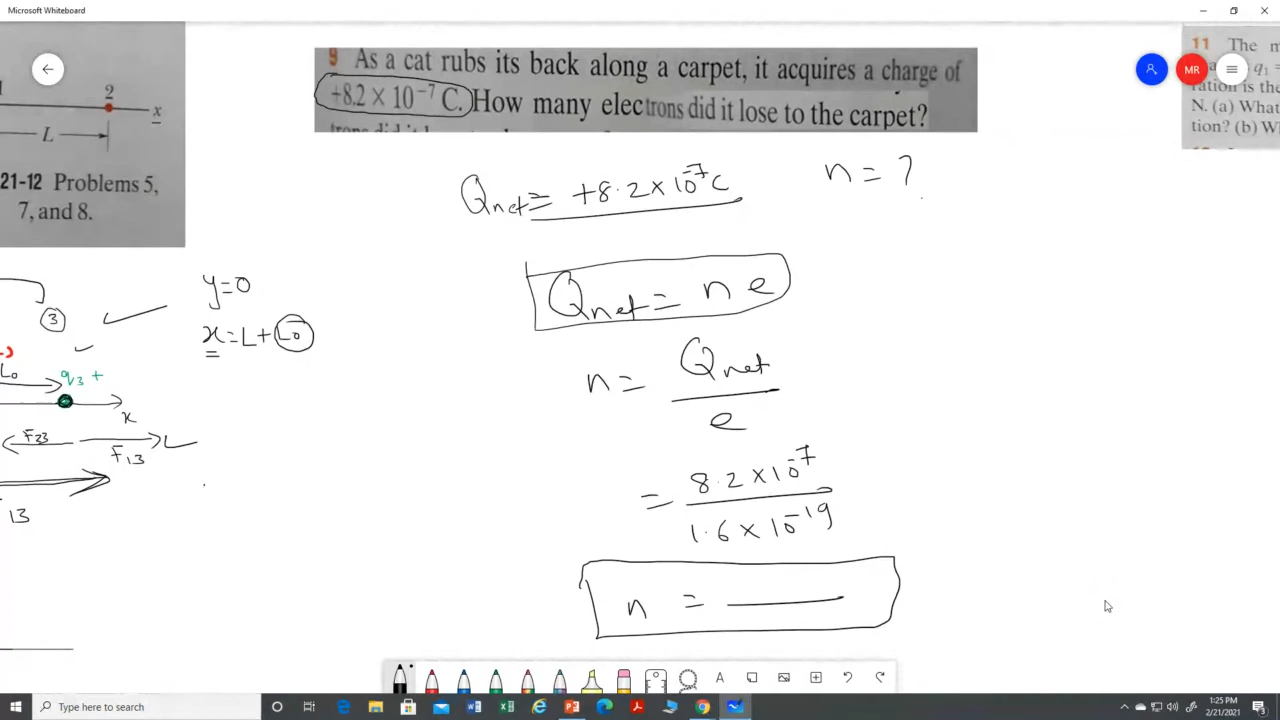 Microsoft Whiteboard
2
x
L
21-12 Problems 5,
7, and 8.
9 As a cat rubs its back along a carpet, it acquires a charge of
+8.2 × 10⁻⁷ C. How many electrons did it lose to the carpet?
MR
11 The m
q₁ =
ration is the
N. (a) What
tion? (b) W
Qnet = +8.2×10⁻⁷C
n = ?
Qnet = n e
n = Qnet
e
= 8.2×10⁻⁷
1.6×10⁻¹⁹
n =
y=0
x=L+L₀
3
L₀
q₃ +
x
F₂₃
F₁₃
13
A
Type here to search
1:25 PM
2/21/2021